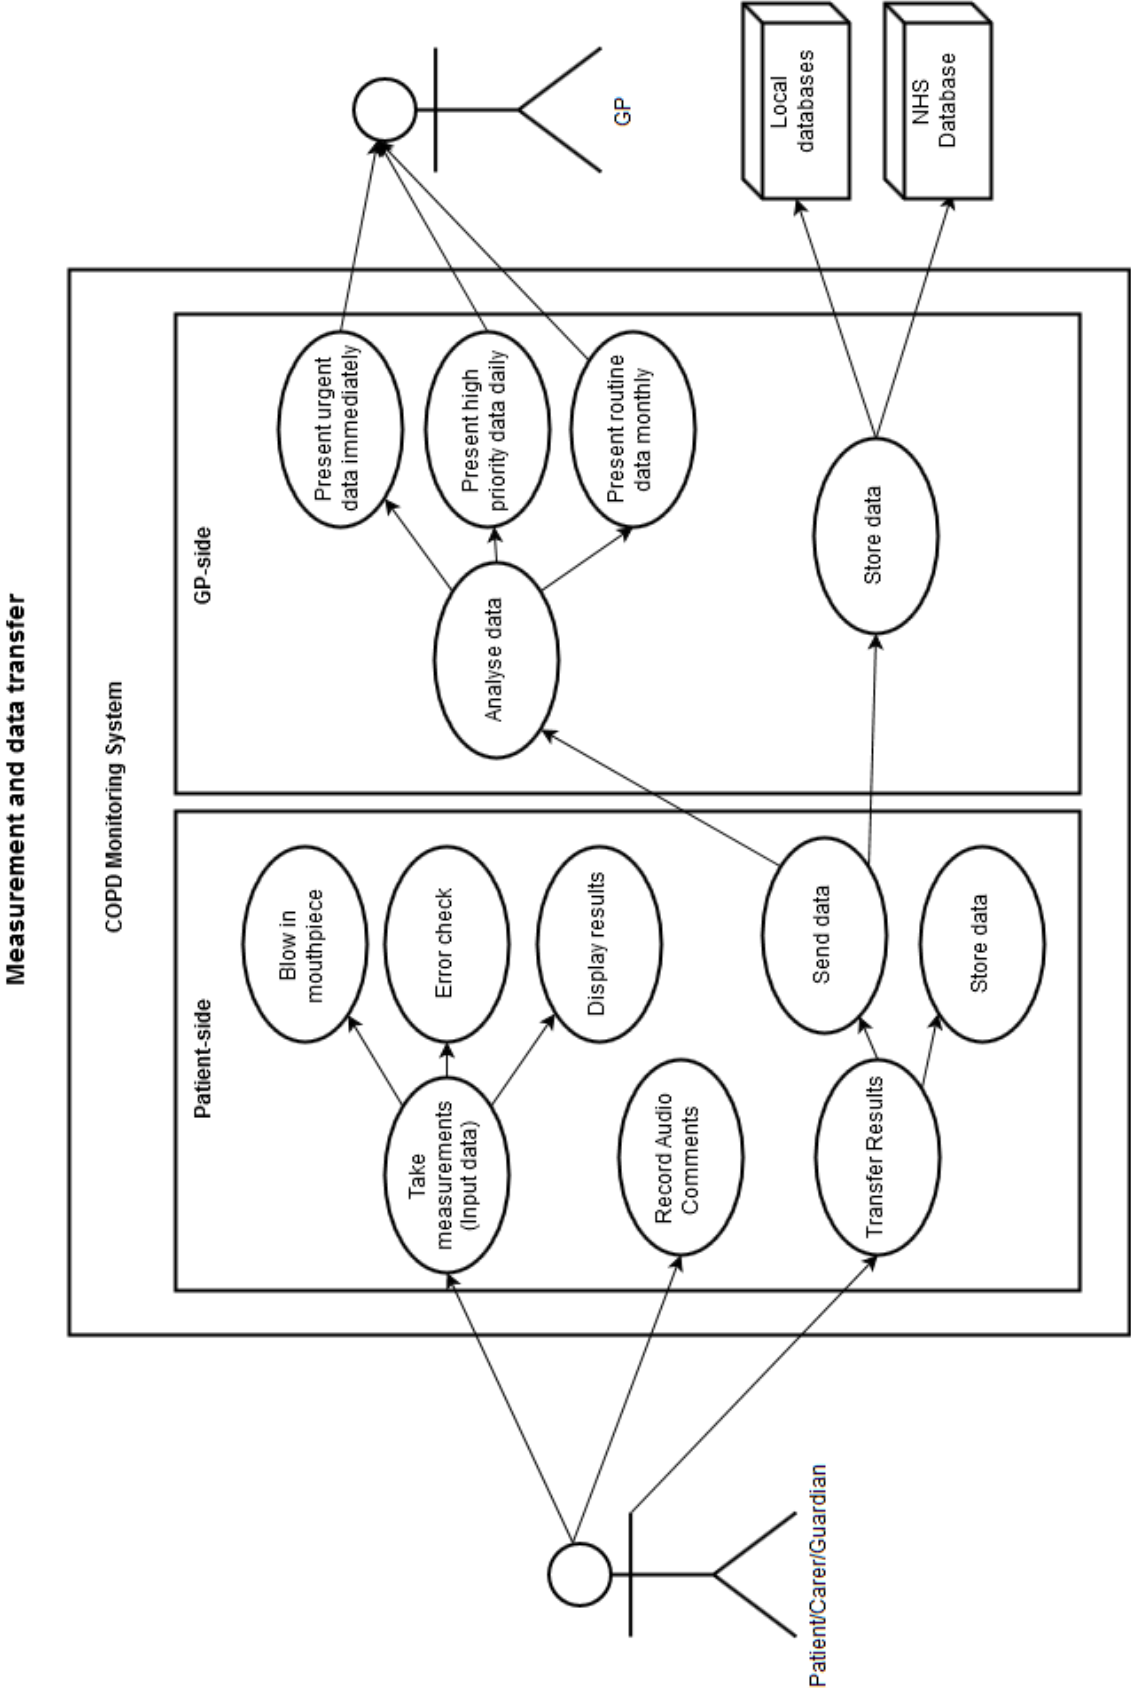 Measurement and data transfer
COPD Monitoring System
Patient-side
GP-side
Blow in
mouthpiece
Error check
Display results
Take
measurements
(Input data)
Record Audio
Comments
Transfer Results
Send data
Store data
Analyse data
Present urgent
data immediately
Present high
priority data daily
Present routine
data monthly
Store data
GP
Local
databases
NHS
Database
Patient/Carer/Guardian